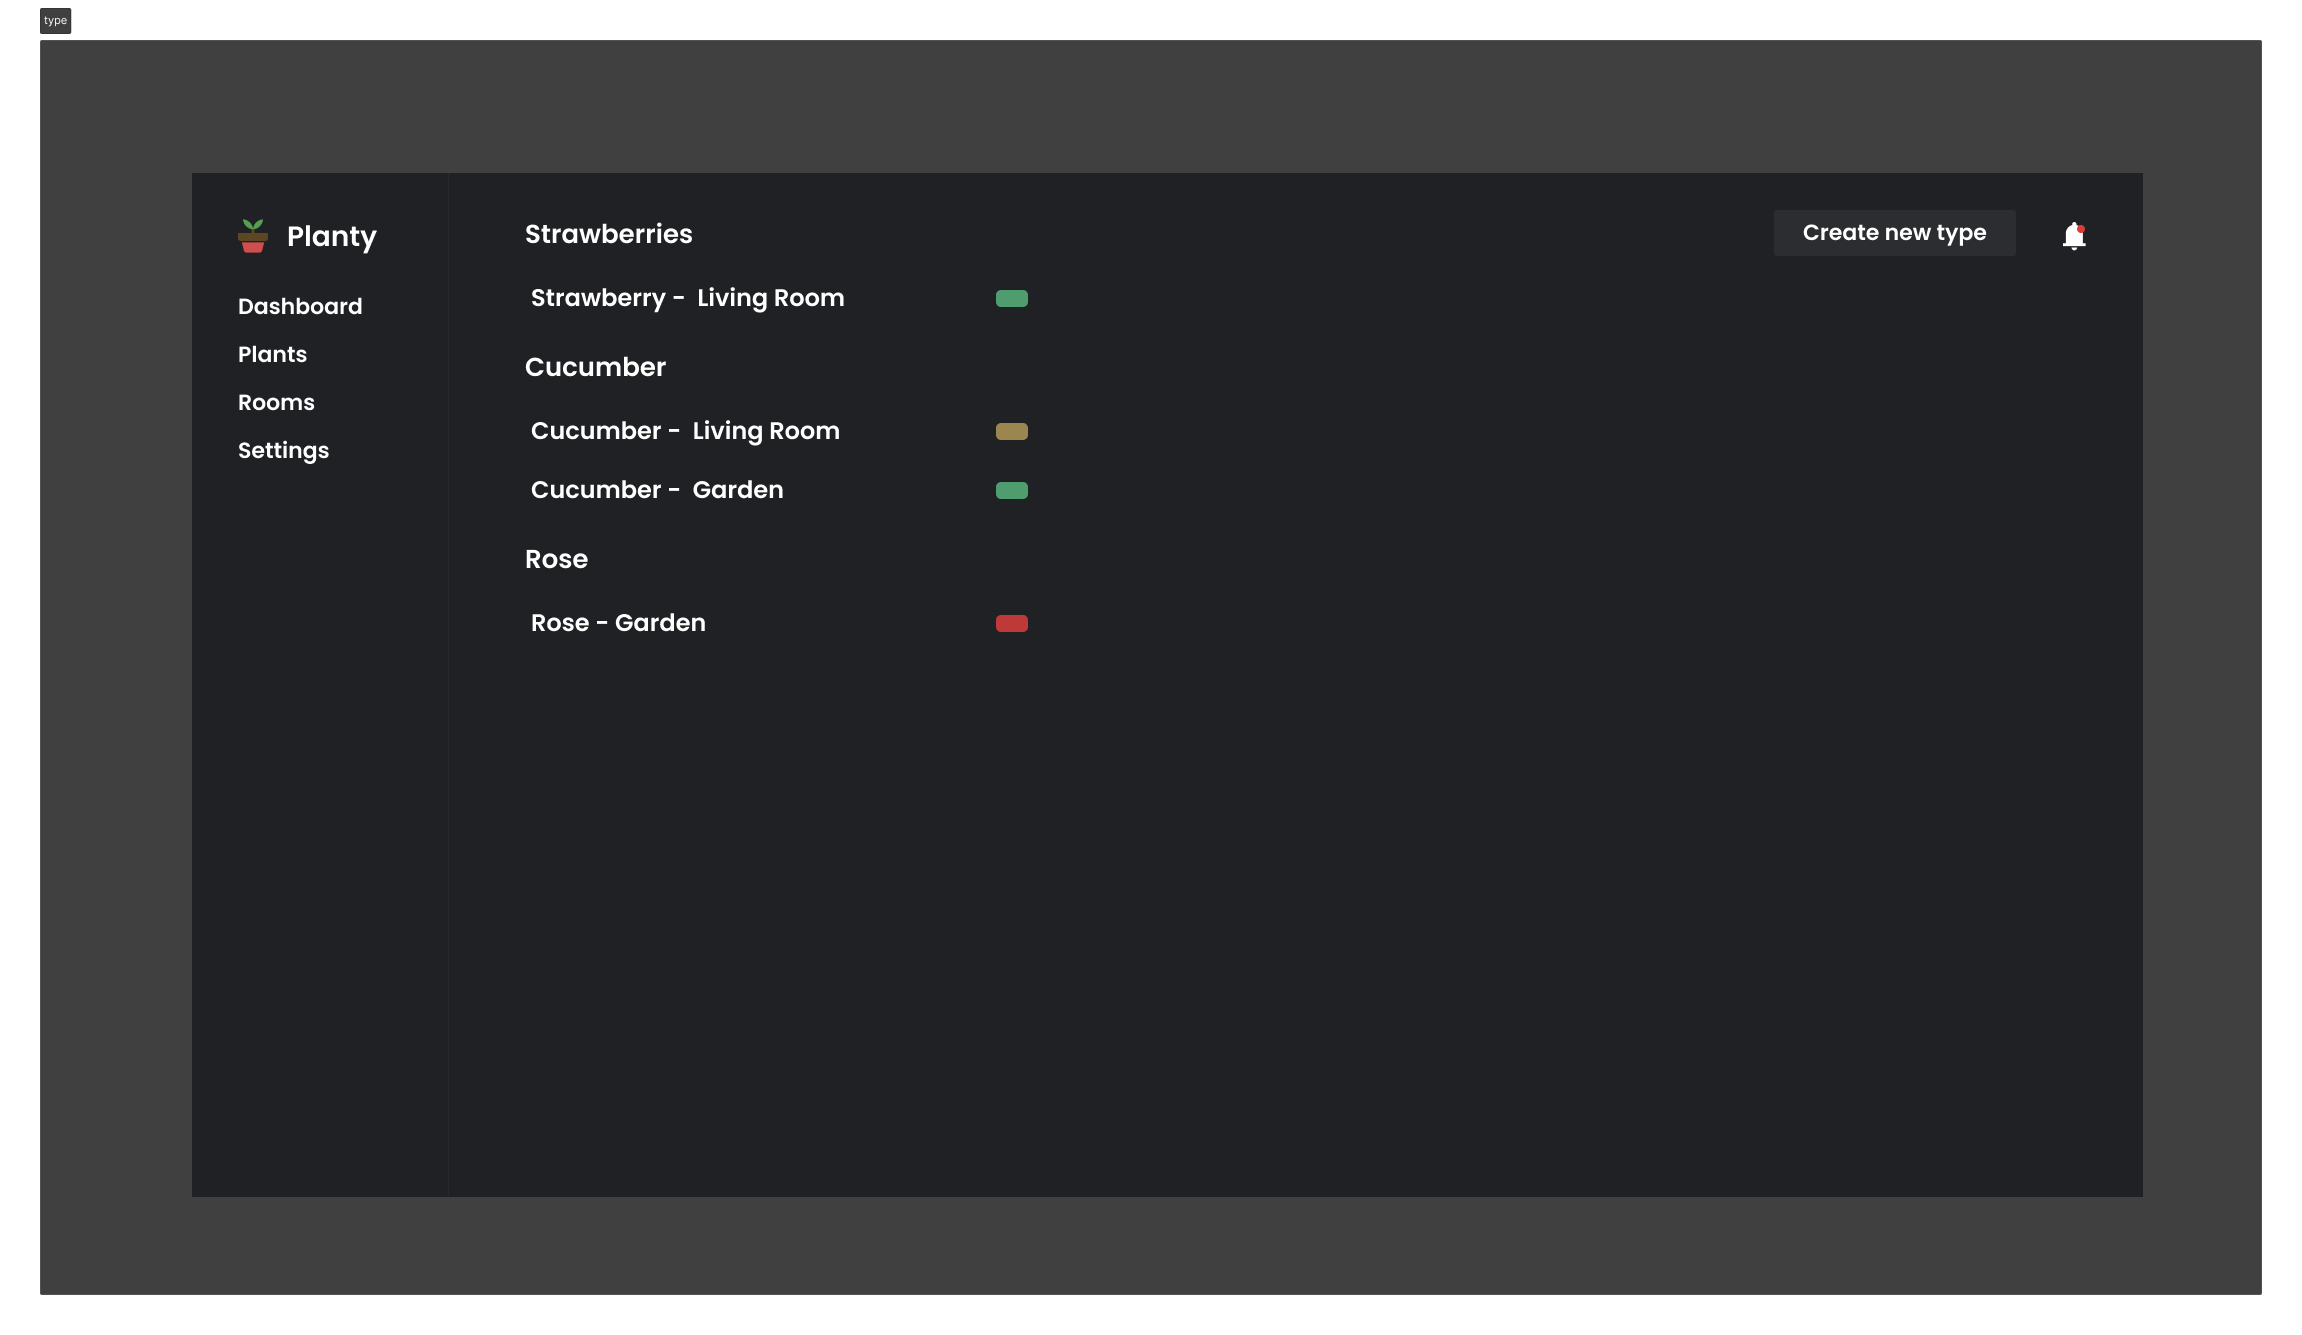 type
Planty
Dashboard
Plants
Rooms
Settings
Strawberries
Create new type
Strawberry -  Living Room
Cucumber
Cucumber -  Living Room
Cucumber -  Garden
Rose
Rose - Garden